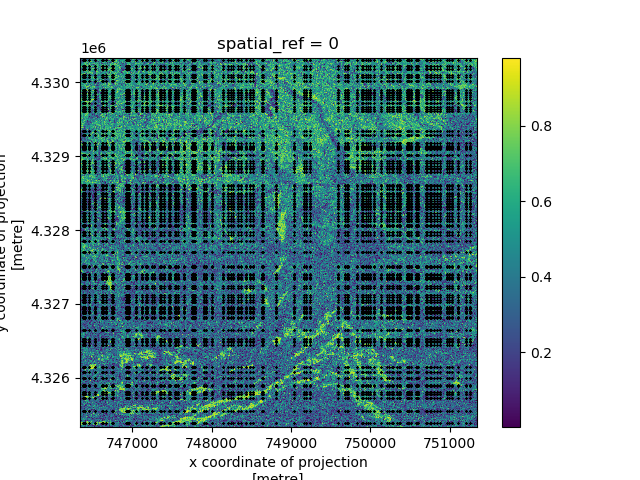 spatial_ref = 0
1e6
4.330
4.329
4.328
4.327
4.326
y coordinate of projection
[metre]
747000 748000 749000 750000 751000
x coordinate of projection
[metre]
0.8
0.6
0.4
0.2